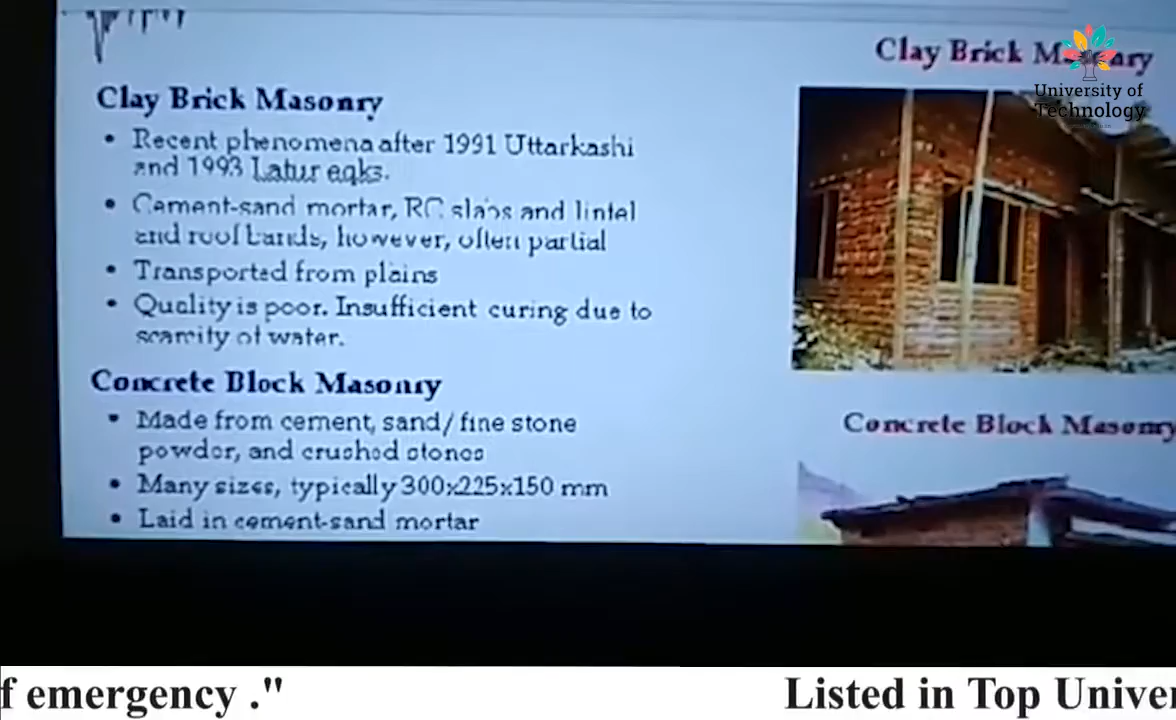 Clay Brick Masonry
• Recent phenomena after 1991 Uttarkashi
and 1993 Latur eqks.
• Cement-sand mortar, RC slabs and lintel
and roof bands, however, often partial
• Transported from plains
• Quality is poor. Insufficient curing due to
scarcity of water.
Concrete Block Masonry
• Made from cement, sand/fine stone
powder, and crushed stones
• Many sizes, typically 300x225x150 mm
• Laid in cement-sand mortar
Clay Brick Masonry
University of
Technology
Concrete Block Masonry
f emergency ."
Listed in Top Univer